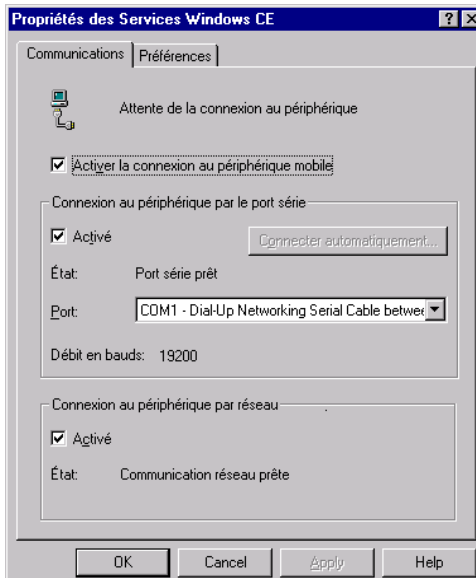 Propriétés des Services Windows CE
Communications Préférences
Attente de la connexion au périphérique
Activer la connexion au périphérique mobile
Connexion au périphérique par le port série
Activé Connecter automatiquement...
État: Port série prêt
Port: COM1 - Dial-Up Networking Serial Cable betwee
Débit en bauds: 19200
Connexion au périphérique par réseau
Activé
État: Communication réseau prête
OK Cancel Apply Help